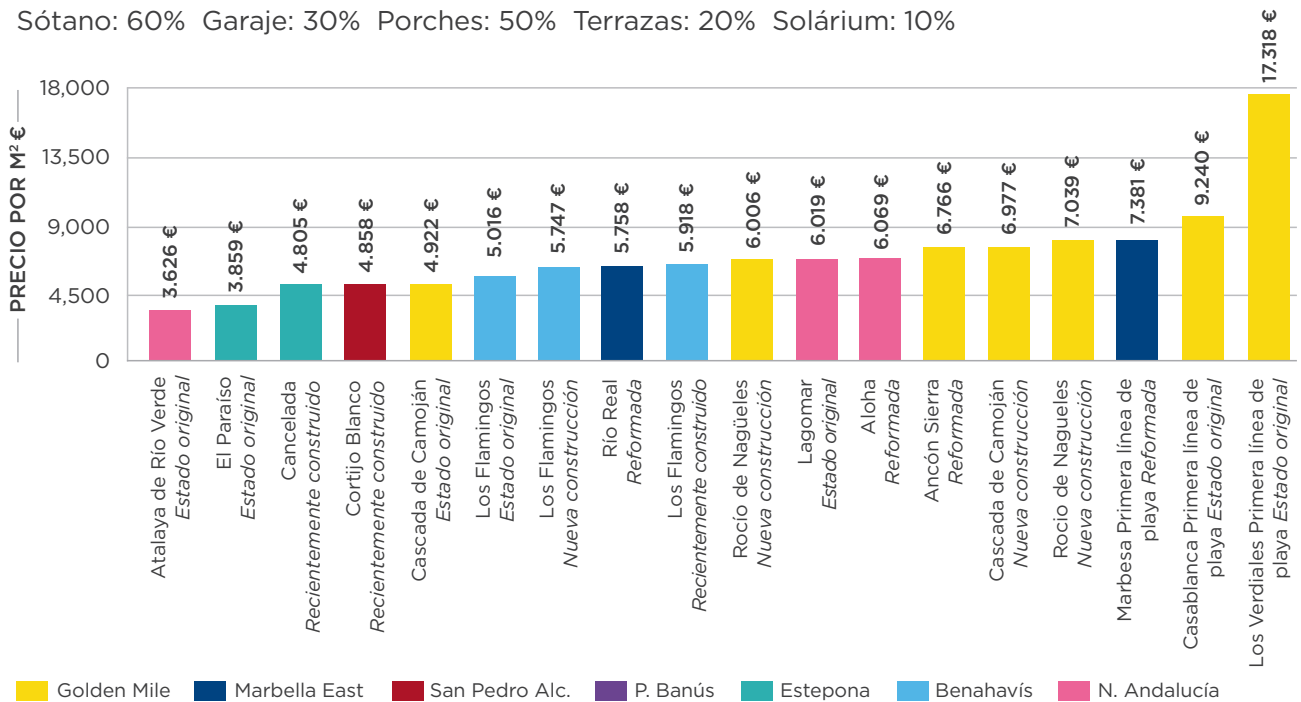 Sótano: 60% Garaje: 30% Porches: 50% Terrazas: 20% Solárium: 10%
PRECIO POR M² €
18,000
13,500
9,000
4,500
0
3.626 €
3.859 €
4.805 €
4.858 €
4.922 €
5.016 €
5.747 €
5.758 €
5.918 €
6.006 €
6.019 €
6.069 €
6.766 €
6.977 €
7.039 €
7.381 €
9.240 €
17.318 €
Atalaya de Río Verde
Estado original
El Paraíso
Estado original
Cancelada
Recientemente construido
Cortijo Blanco
Recientemente construido
Cascada de Camoján
Estado original
Los Flamingos
Estado original
Los Flamingos
Nueva construcción
Río Real
Reformada
Los Flamingos
Recientemente construido
Rocío de Nagüeles
Nueva construcción
Lagomar
Estado original
Aloha
Reformada
Ancón Sierra
Reformada
Cascada de Camoján
Nueva construcción
Rocio de Nagueles
Nueva construcción
Marbesa Primera línea de
playa Reformada
Casablanca Primera línea de
playa Estado original
Los Verdiales Primera línea de
playa Estado original
Golden Mile
Marbella East
San Pedro Alc.
P. Banús
Estepona
Benahavís
N. Andalucía